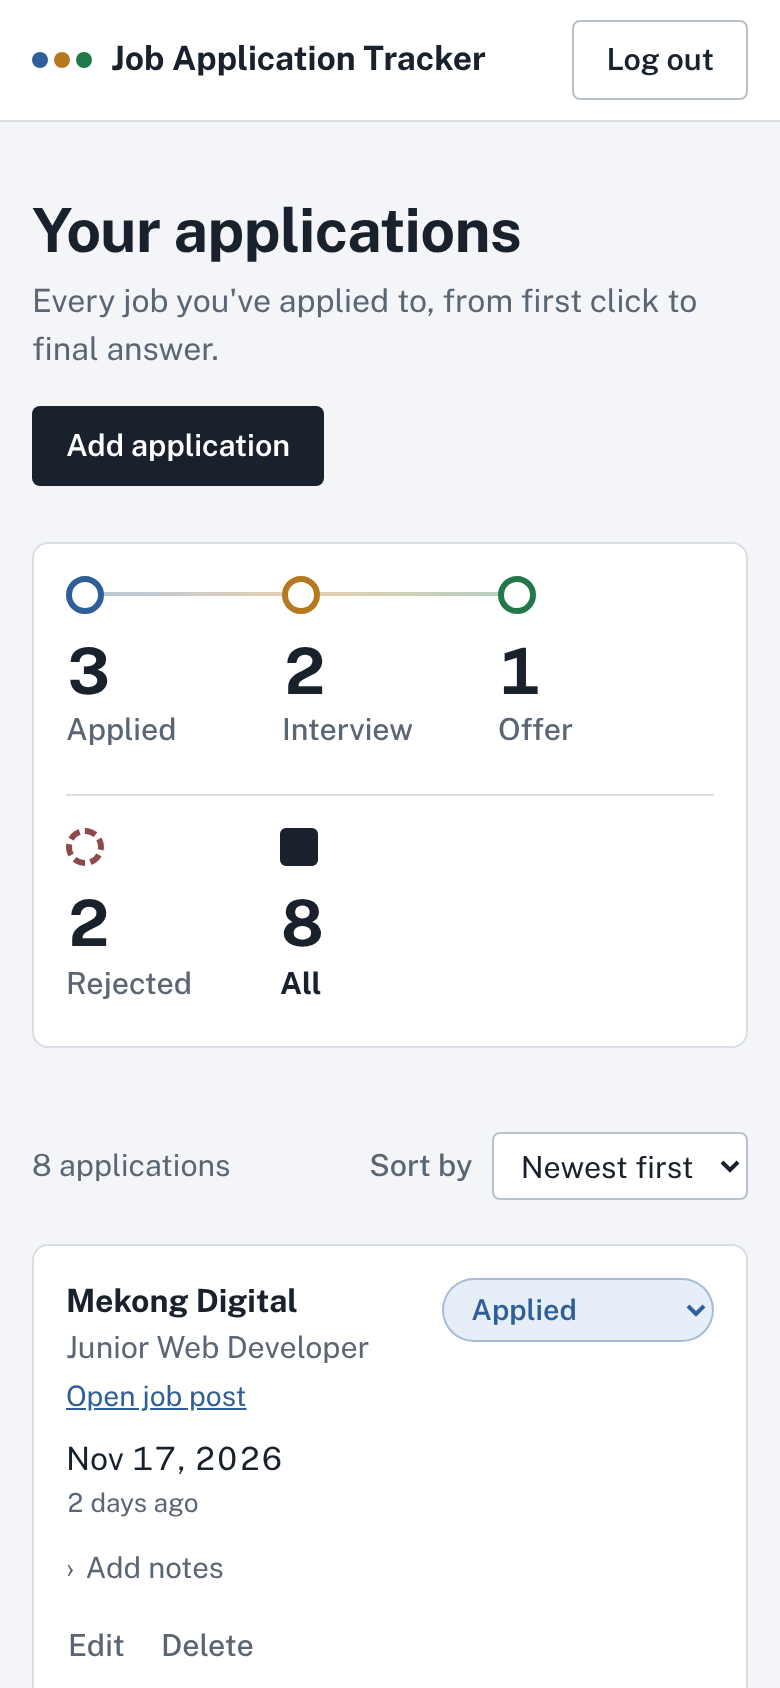 Job Application Tracker
Log out
Your applications
Every job you've applied to, from first click to
final answer.
Add application
3
Applied
2
Interview
1
Offer
2
Rejected
8
All
8 applications
Sort by
Newest first
Mekong Digital
Applied
Junior Web Developer
Open job post
Nov 17, 2026
2 days ago
› Add notes
Edit
Delete